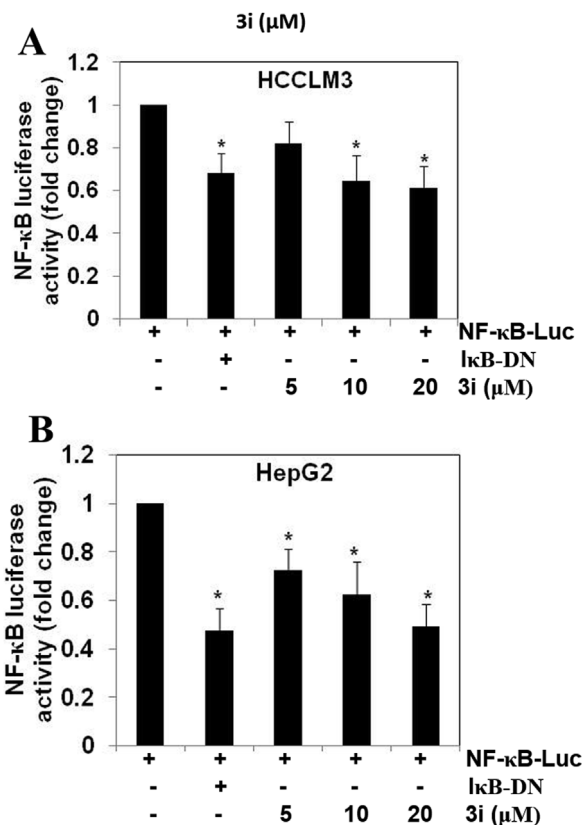 3i (μM)
A
HCCLM3
NF-κB luciferase
activity (fold change)
1.2
1
0.8
0.6
0.4
0.2
0
*
*
*
+ + + + + NF-κB-Luc
- + - - - IκB-DN
- - 5 10 20 3i (μM)
B
HepG2
NF-κB luciferase
activity (fold change)
1.2
1
0.8
0.6
0.4
0.2
0
*
*
*
*
+ + + + + NF-κB-Luc
- + - - - IκB-DN
- - 5 10 20 3i (μM)